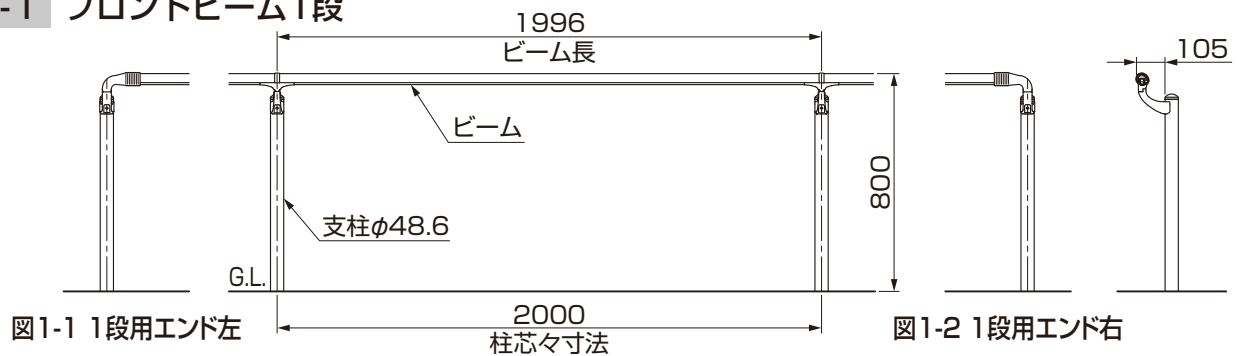 -1 フロントビーム1段
1996
ビーム長
105
ビーム
800
支柱φ48.6
G.L.
2000
柱芯々寸法
図1-1 1段用エンド左
図1-2 1段用エンド右